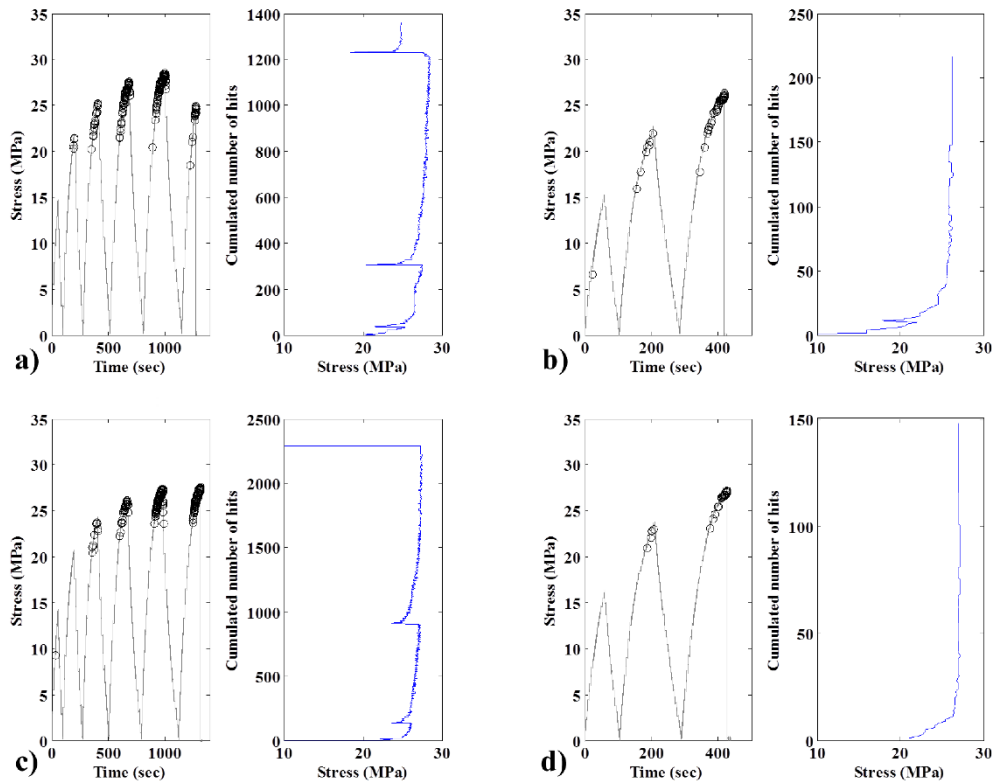 35
30
25
20
15
10
5
0
Stress (MPa)
0 500 1000
Time (sec)
a)
1400
1200
1000
800
600
400
200
0
Cumulated number of hits
10 20 30
Stress (MPa)
35
30
25
20
15
10
5
0
Stress (MPa)
0 200 400
Time (sec)
b)
250
200
150
100
50
0
Cumulated number of hits
10 20 30
Stress (MPa)
35
30
25
20
15
10
5
0
Stress (MPa)
0 500 1000
Time (sec)
c)
2500
2000
1500
1000
500
0
Cumulated number of hits
10 20 30
Stress (MPa)
35
30
25
20
15
10
5
0
Stress (MPa)
0 200 400
Time (sec)
d)
150
100
50
0
Cumulated number of hits
10 20 30
Stress (MPa)